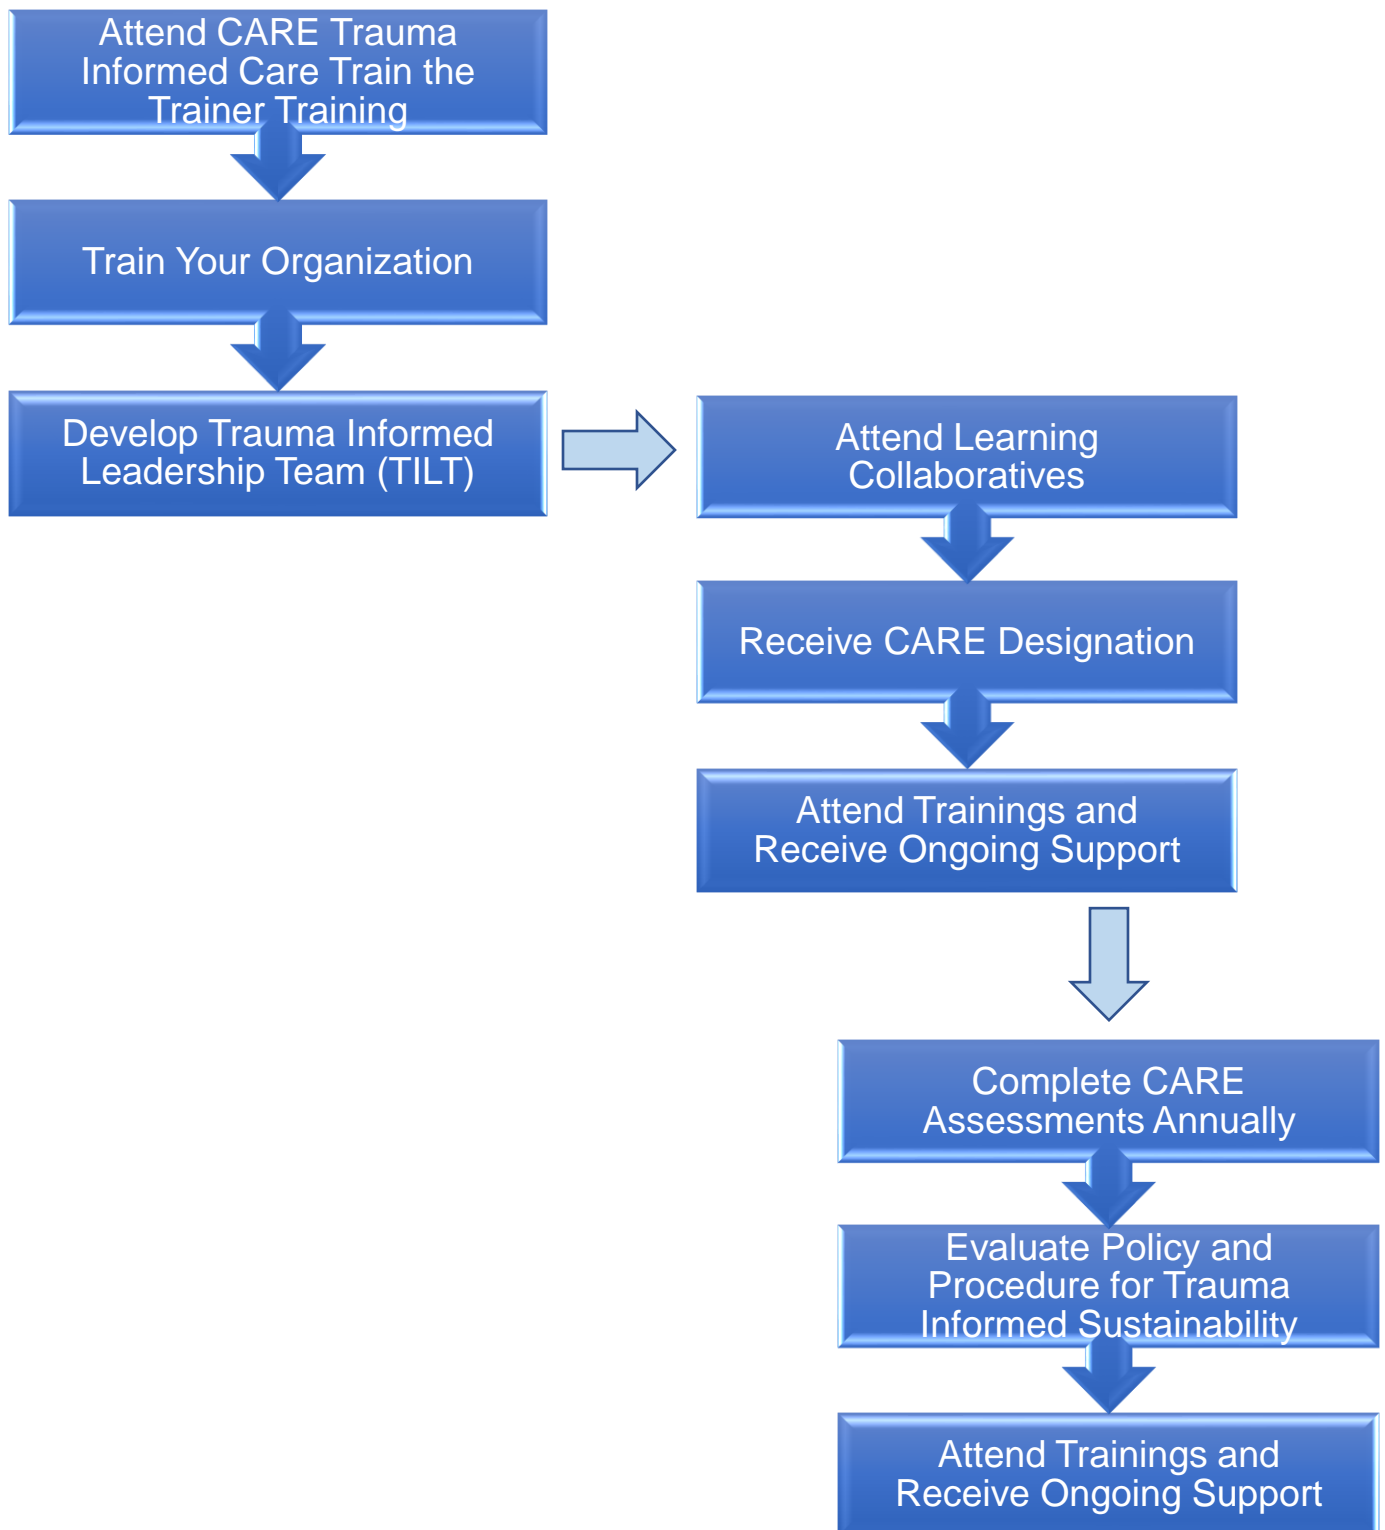 Attend CARE Trauma
Informed Care Train the
Trainer Training
Train Your Organization
Develop Trauma Informed
Leadership Team (TILT)
Attend Learning
Collaboratives
Receive CARE Designation
Attend Trainings and
Receive Ongoing Support
Complete CARE
Assessments Annually
Evaluate Policy and
Procedure for Trauma
Informed Sustainability
Attend Trainings and
Receive Ongoing Support